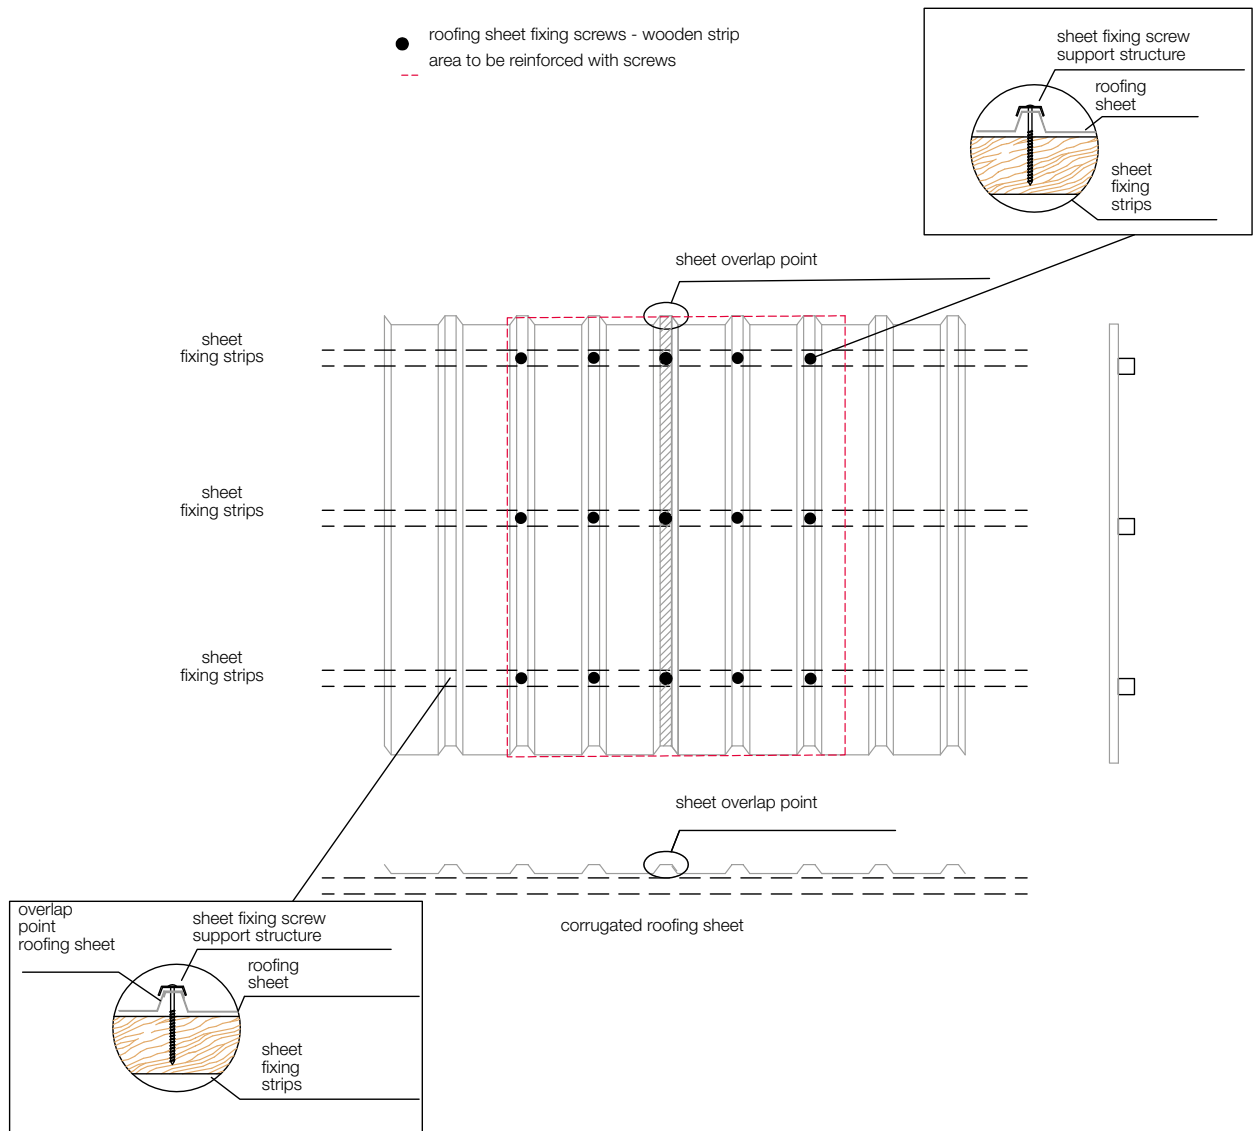 roofing sheet fixing screws - wooden strip
area to be reinforced with screws
sheet fixing screw
support structure
roofing
sheet
sheet
fixing
strips
sheet overlap point
sheet
fixing strips
sheet
fixing strips
sheet
fixing strips
sheet overlap point
corrugated roofing sheet
overlap
point
roofing sheet
sheet fixing screw
support structure
roofing
sheet
sheet
fixing
strips